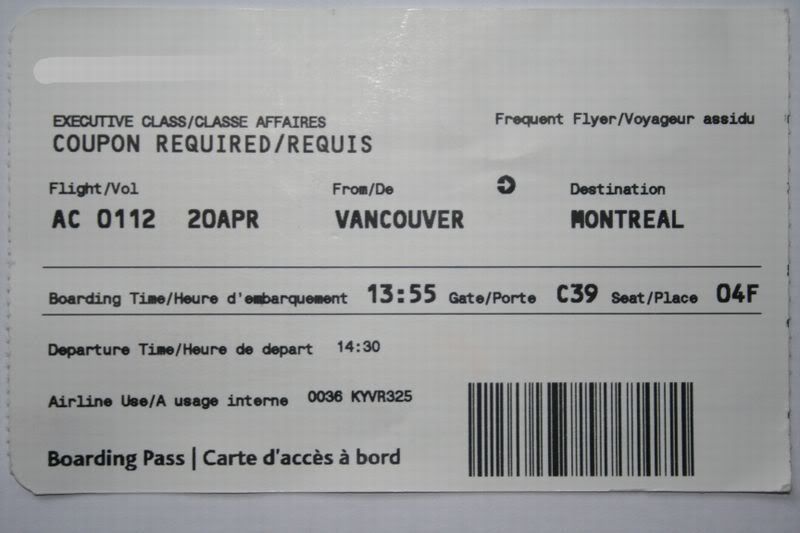 EXECUTIVE CLASS/CLASSE AFFAIRES Frequent Flyer/Voyageur assidu
COUPON REQUIRED/REQUIS
Flight/Vol From/De Destination
AC 0112 20APR VANCOUVER MONTREAL
Boarding Time/Heure d'embarquement 13:55 Gate/Porte C39 Seat/Place 04F
Departure Time/Heure de depart 14:30
Airline Use/A usage interne 0036 KYVR325
Boarding Pass | Carte d'accès à bord